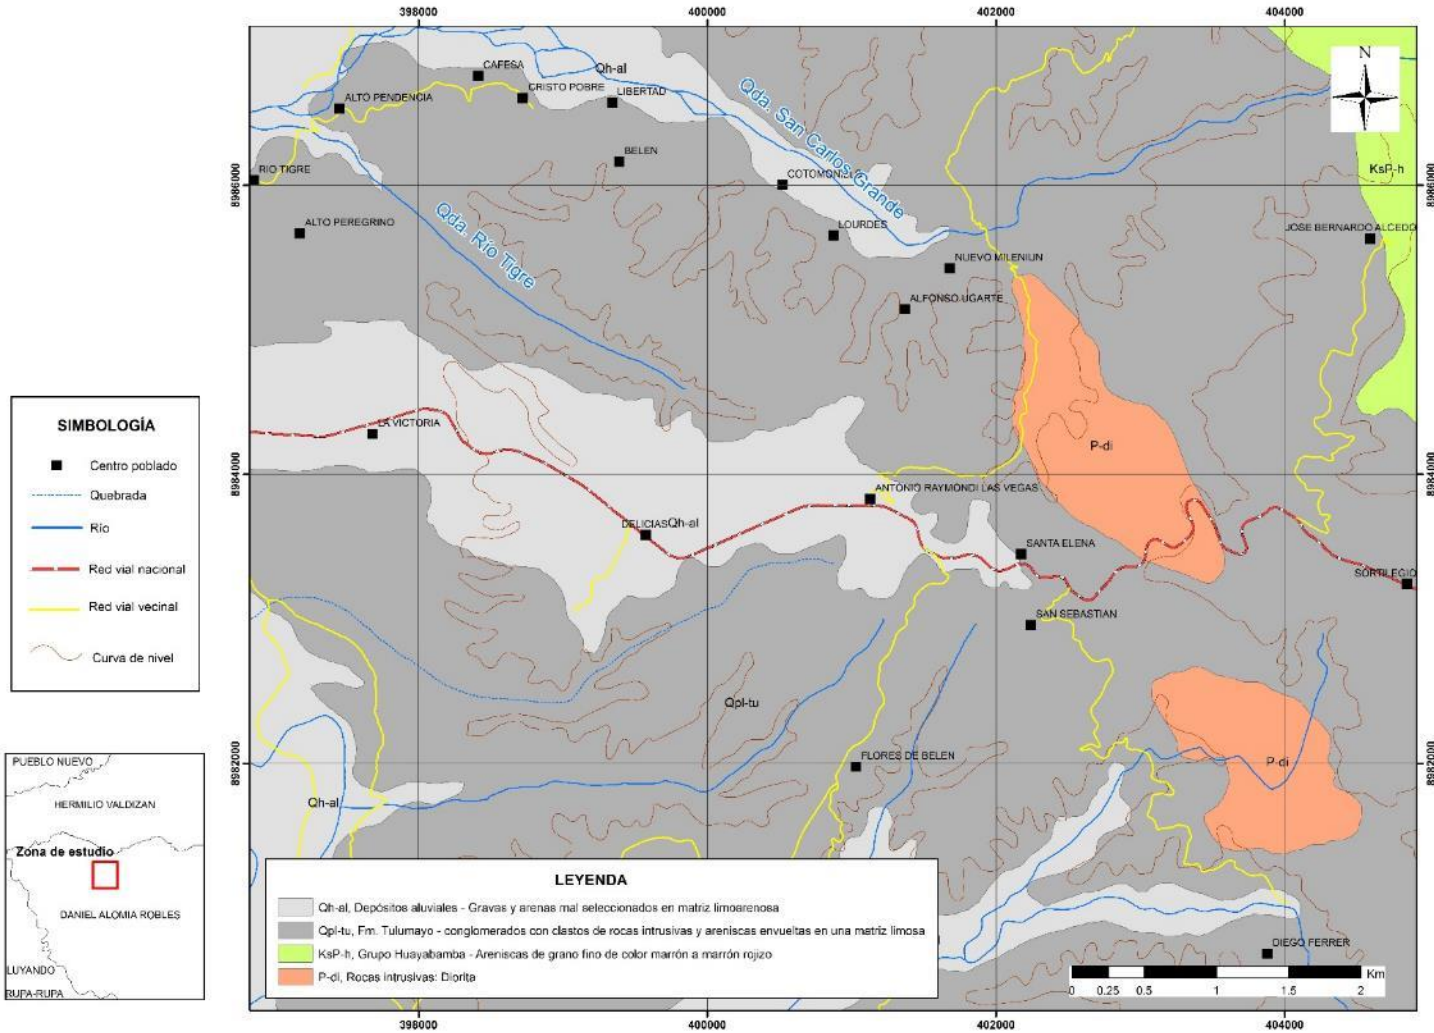 398000
400000
402000
404000
CAFESA
Qh-al
CRISTO POBRE
LIBERTAD
ALTO PENDENCIA
Qda. San Carlos Grande
N
BELEN
RIO TIGRE
KsP-h
8986000
8986000
ALTO PEREGRINO
Qda. Río Tigre
LOURDES
JOSE BERNARDO ALCEDO
NUEVO MILENIUN
ALFONSO UGARTE
LA VICTORIA
P-di
8984000
8984000
ANTONIO RAYMONDI LAS VEGAS
DELICIAS
Qh-al
SANTA ELENA
SORTILEGIO
SAN SEBASTIAN
Qpl-tu
FLORES DE BELEN
P-di
8982000
8982000
Qh-al
DIEGO FERRER
SIMBOLOGÍA
Centro poblado
Quebrada
Río
Red vial nacional
Red vial vecinal
Curva de nivel
PUEBLO NUEVO
HERMILIO VALDIZAN
Zona de estudio
DANIEL ALOMIA ROBLES
LUYANDO
RUPA-RUPA
LEYENDA
Qh-al, Depósitos aluviales - Gravas y arenas mal seleccionados en matriz limoarenosa
Qpl-tu, Fm. Tulumayo - conglomerados con clastos de rocas intrusivas y areniscas envueltas en una matriz limosa
KsP-h, Grupo Huayabamba - Areniscas de grano fino de color marrón a marrón rojizo
P-di, Rocas intrusivas: Diorita
Km
0 0.25 0.5 1 1.5 2
398000
400000
402000
404000